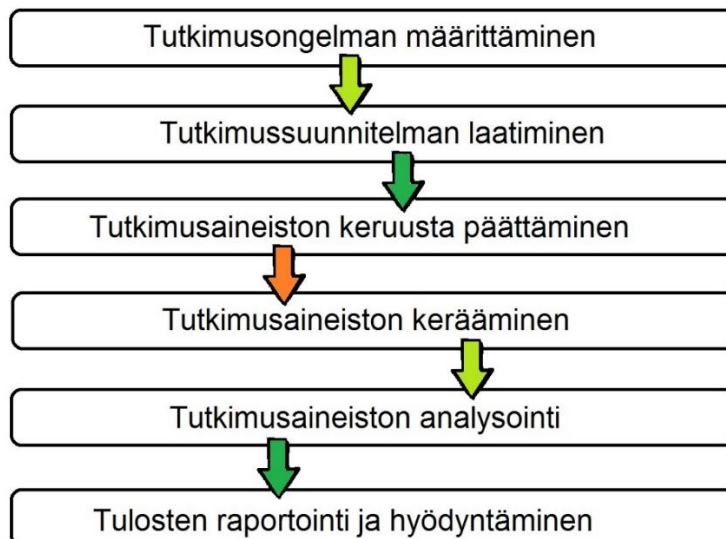 Tutkimusongelman määrittäminen
Tutkimussuunnitelman laatiminen
Tutkimusaineiston keruusta päättäminen
Tutkimusaineiston kerääminen
Tutkimusaineiston analysointi
Tulosten raportointi ja hyödyntäminen